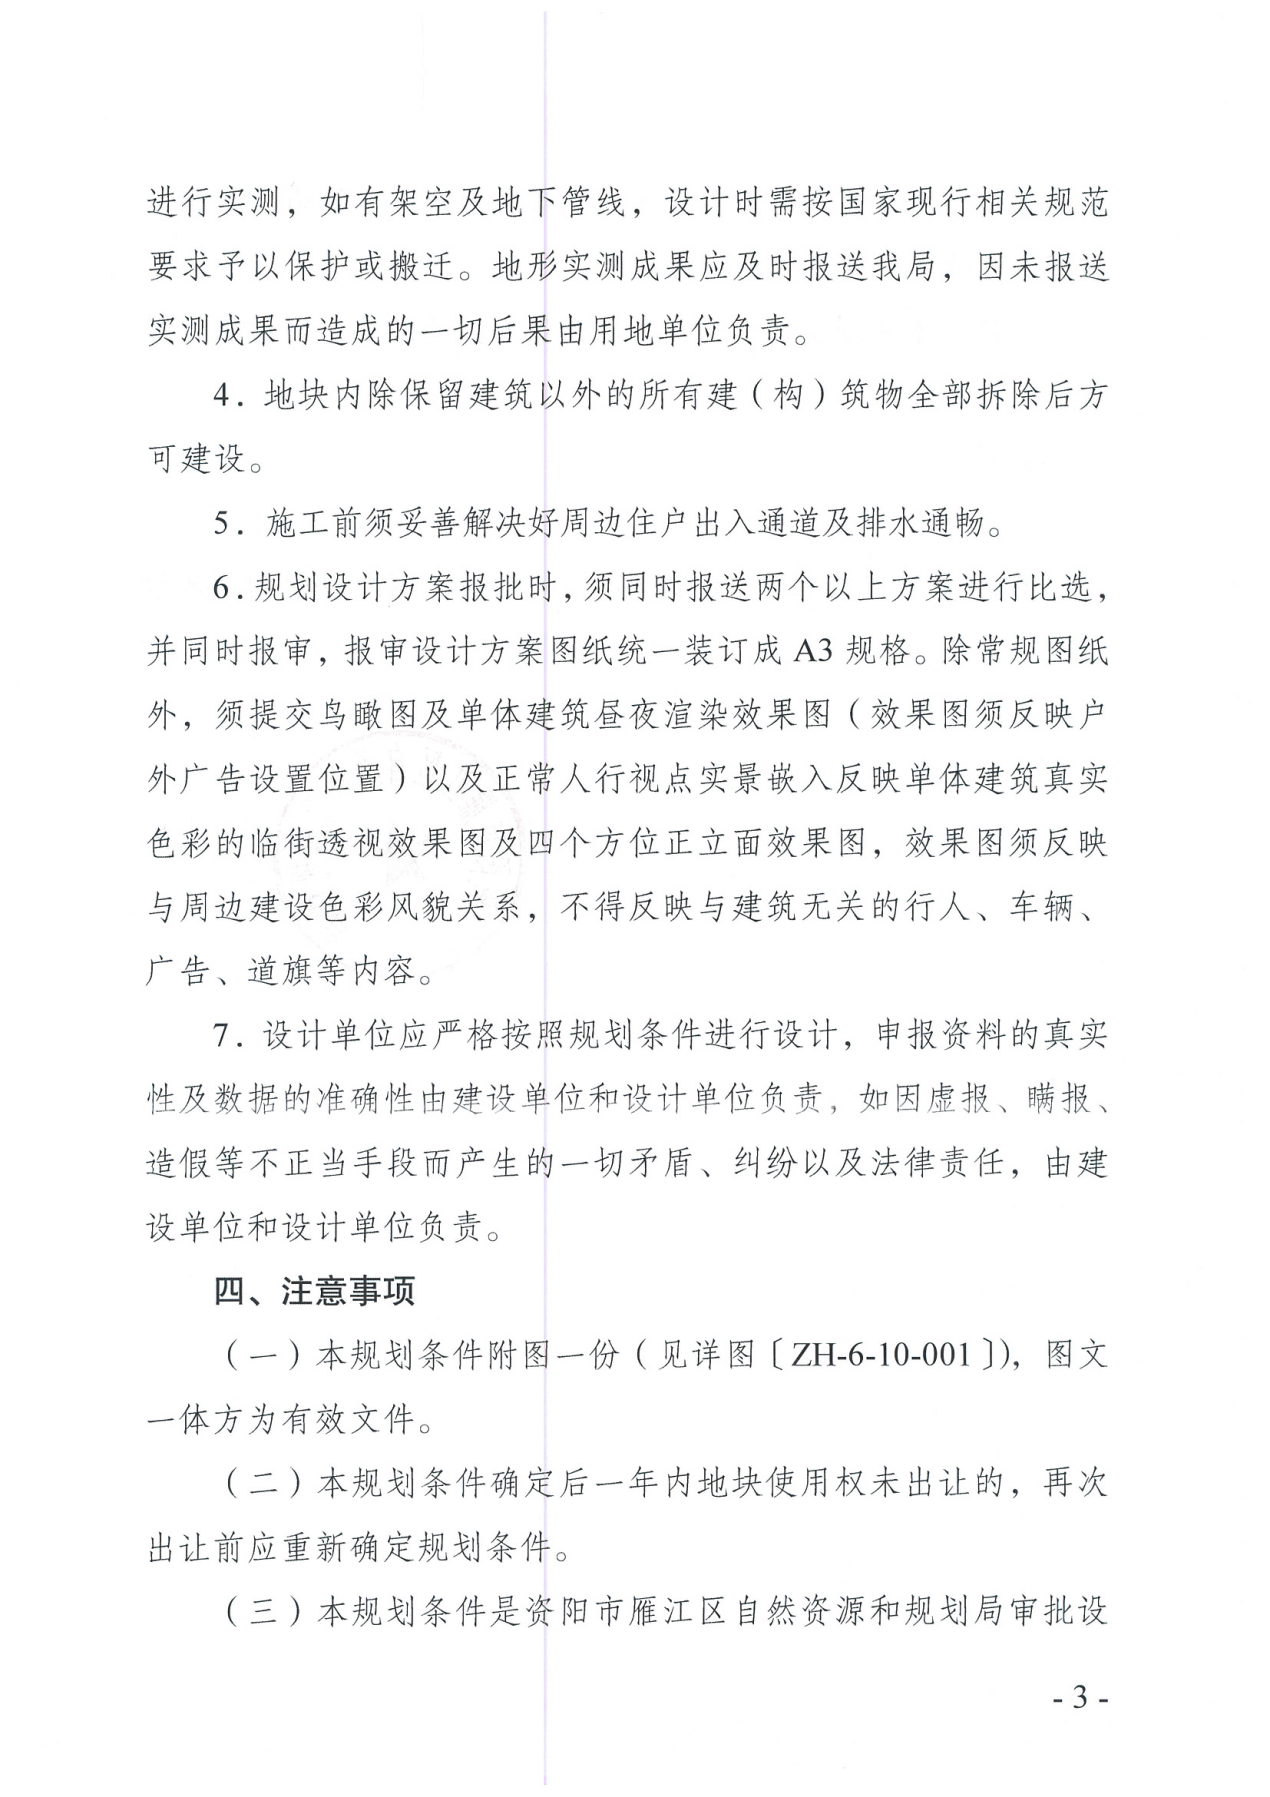 进行实测，如有架空及地下管线，设计时需按国家现行相关规范
要求予以保护或搬迁。地形实测成果应及时报送我局，因未报送
实测成果而造成的一切后果由用地单位负责。
4. 地块内除保留建筑以外的所有建（构）筑物全部拆除后方
可建设。
5. 施工前须妥善解决好周边住户出入通道及排水通畅。
6. 规划设计方案报批时，须同时报送两个以上方案进行比选，
并同时报审，报审设计方案图纸统一装订成 A3 规格。除常规图纸
外，须提交鸟瞰图及单体建筑昼夜渲染效果图（效果图须反映户
外广告设置位置）以及正常人行视点实景嵌入反映单体建筑真实
色彩的临街透视效果图及四个方位正立面效果图，效果图须反映
与周边建设色彩风貌关系，不得反映与建筑无关的行人、车辆、
广告、道旗等内容。
7. 设计单位应严格按照规划条件进行设计，申报资料的真实
性及数据的准确性由建设单位和设计单位负责，如因虚报、瞒报、
造假等不正当手段而产生的一切矛盾、纠纷以及法律责任，由建
设单位和设计单位负责。
四、注意事项
（一）本规划条件附图一份（见详图〔ZH-6-10-001〕），图文
一体方为有效文件。
（二）本规划条件确定后一年内地块使用权未出让的，再次
出让前应重新确定规划条件。
（三）本规划条件是资阳市雁江区自然资源和规划局审批设
- 3 -